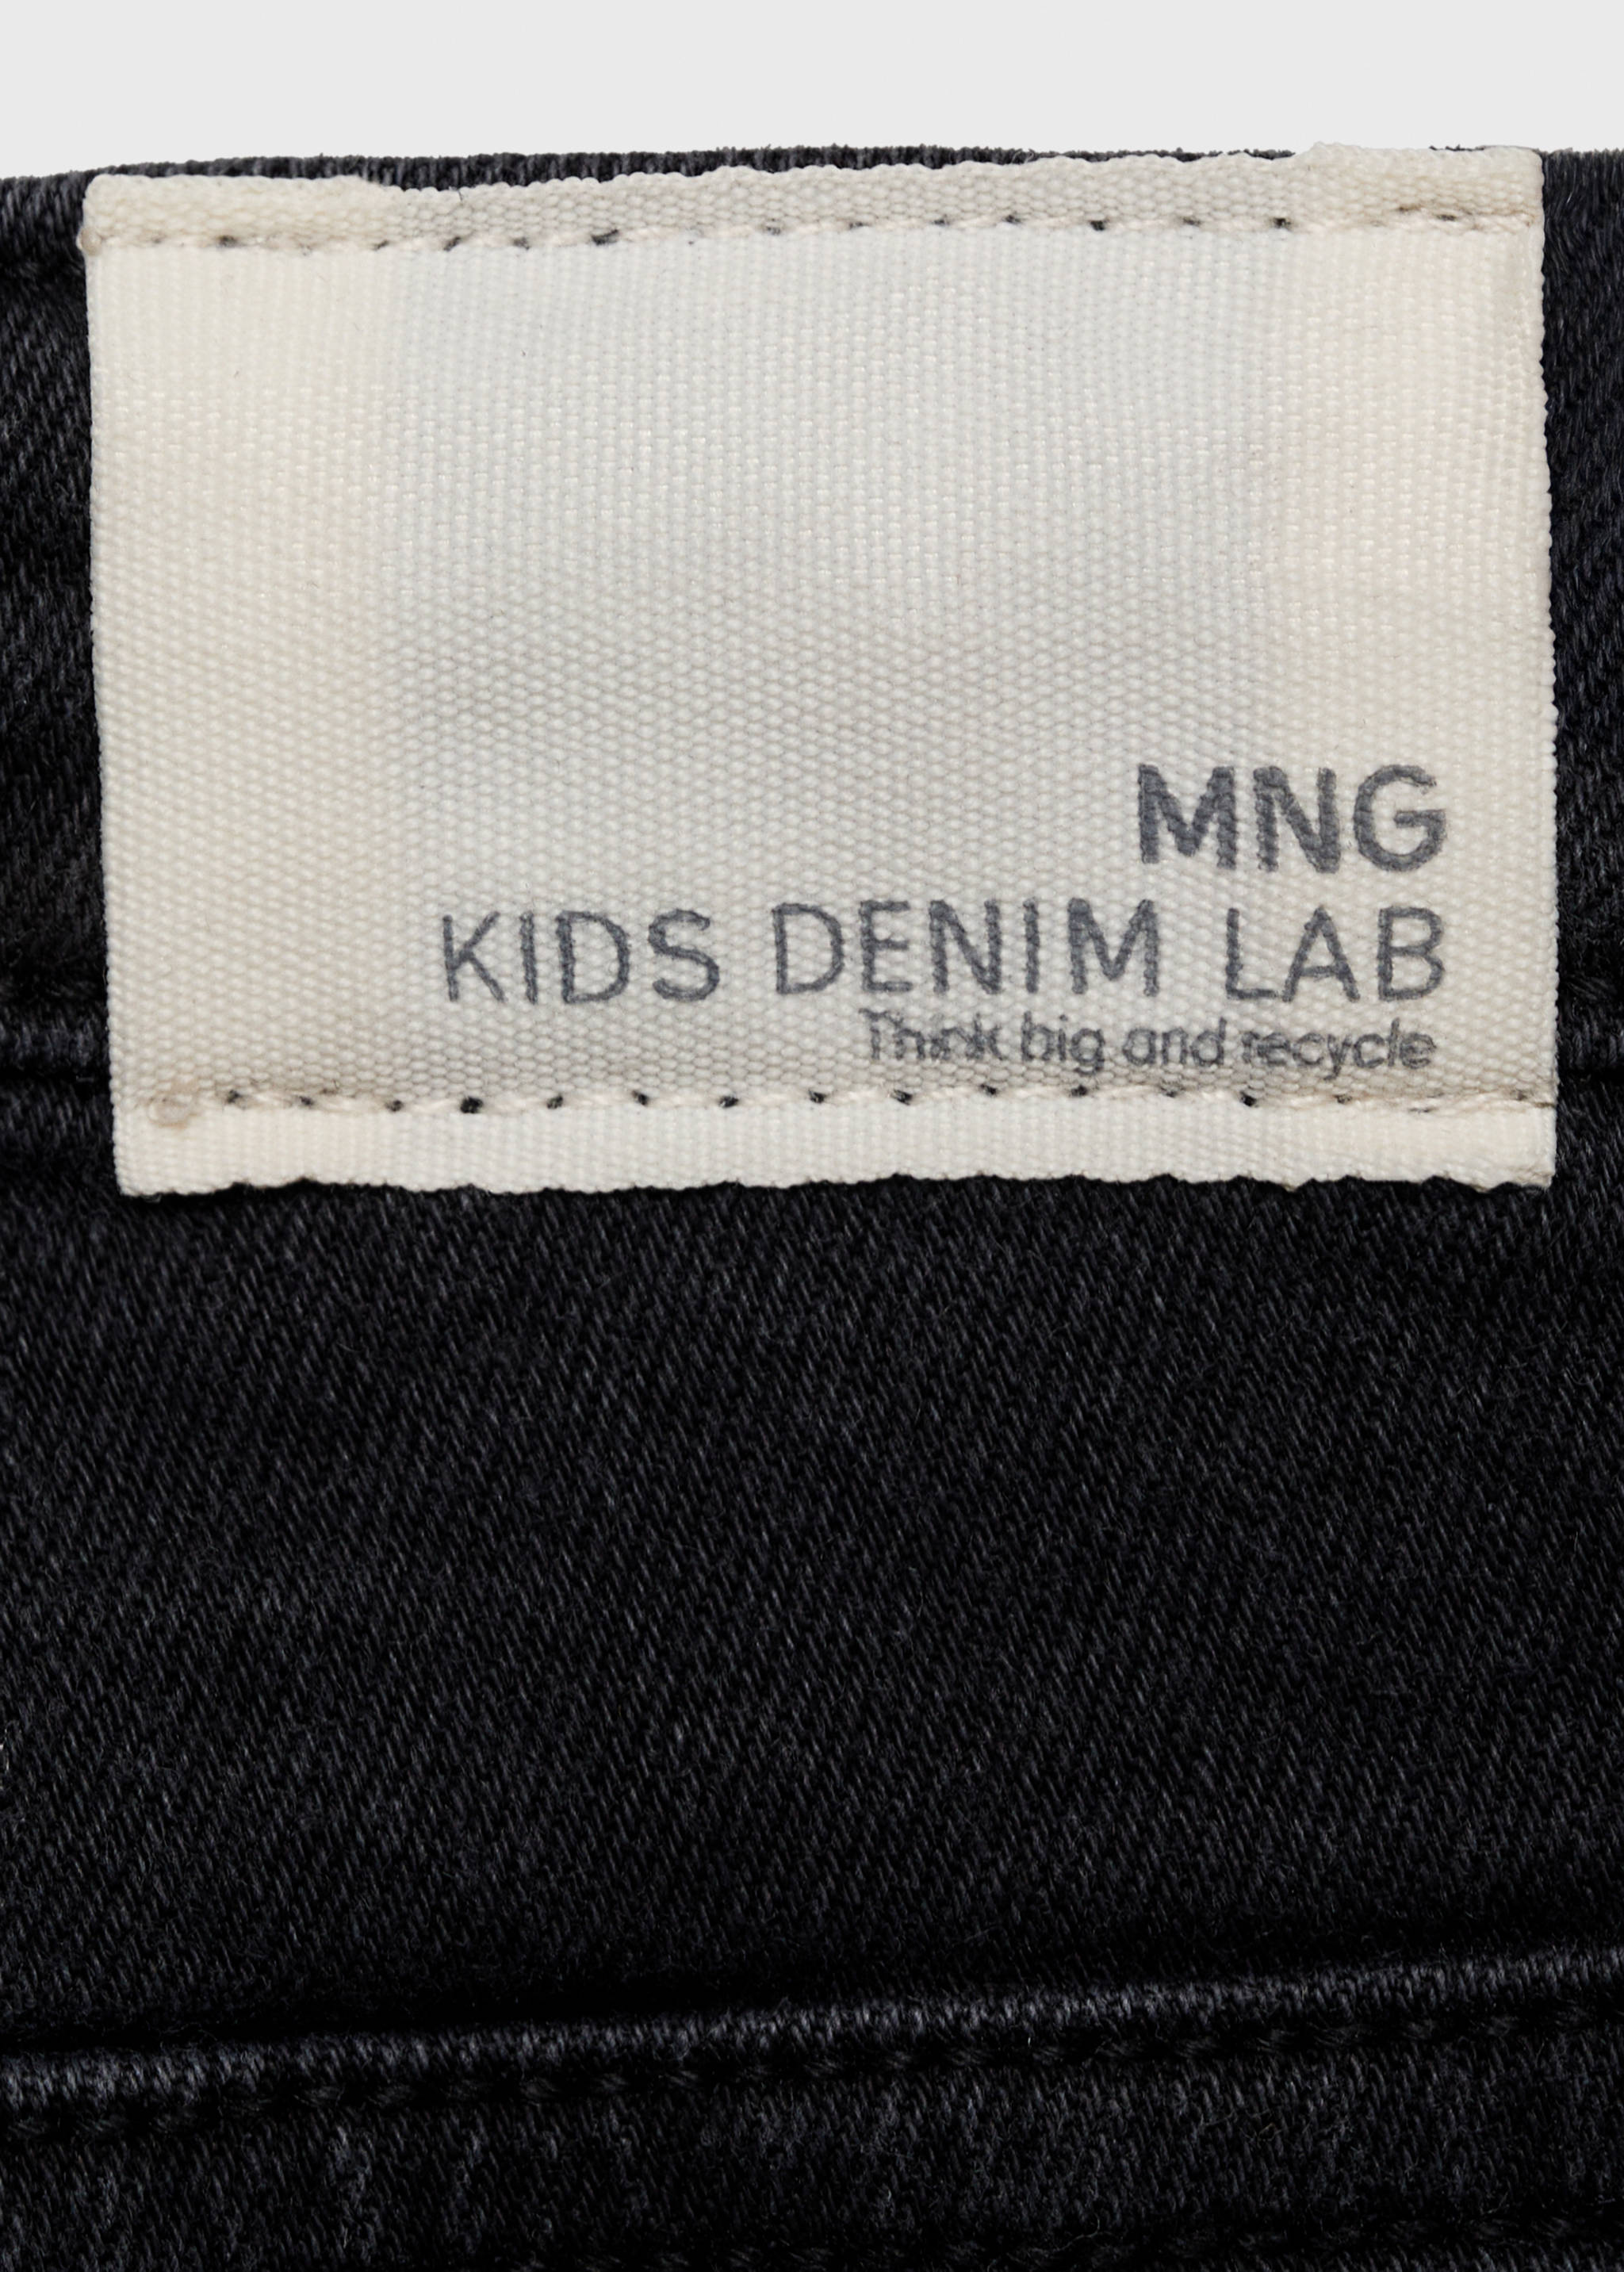 MNG
KIDS DENIM LAB
Think big and recycle